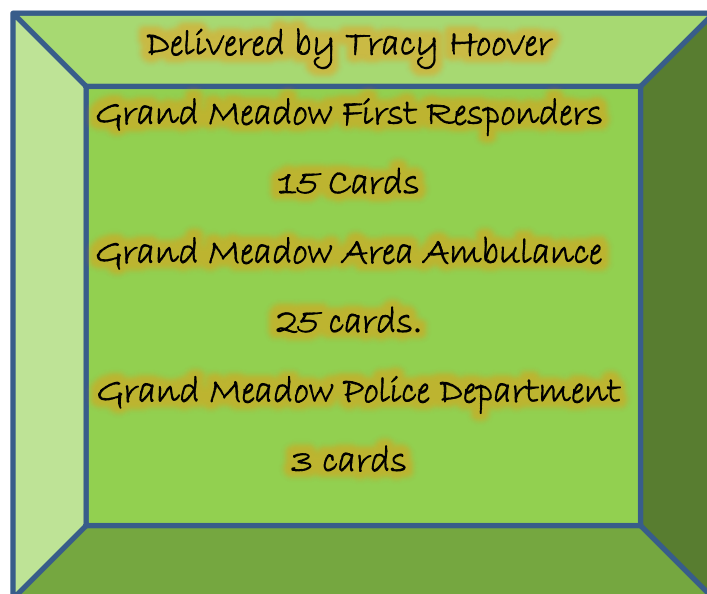 Delivered by Tracy Hoover
Grand Meadow First Responders
15 Cards
Grand Meadow Area Ambulance
25 cards.
Grand Meadow Police Department
3 cards